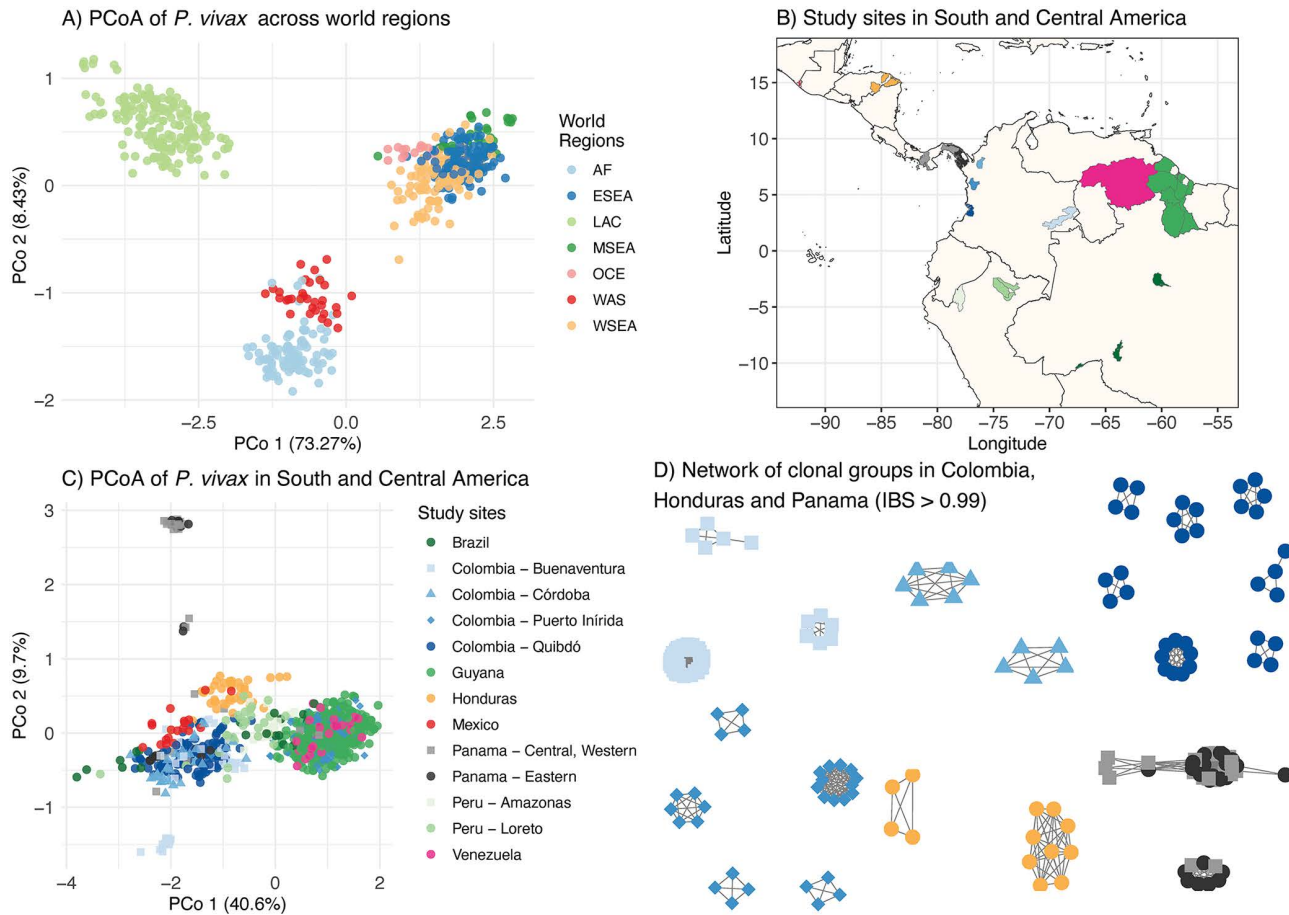 A) PCoA of P. vivax across world regions
1
0
−1
−2
PCo 2 (8.43%)
−2.5
0.0
2.5
PCo 1 (73.27%)
World
Regions
AF
ESEA
LAC
MSEA
OCE
WAS
WSEA
B) Study sites in South and Central America
15
10
5
0
−5
−10
Latitude
−90
−85
−80
−75
−70
−65
−60
−55
Longitude
C) PCoA of P. vivax in South and Central America
3
2
1
0
−1
PCo 2 (9.7%)
−4
−2
0
2
PCo 1 (40.6%)
Study sites
Brazil
Colombia − Buenaventura
Colombia − Córdoba
Colombia − Puerto Inírida
Colombia − Quibdó
Guyana
Honduras
Mexico
Panama − Central, Western
Panama − Eastern
Peru − Amazonas
Peru − Loreto
Venezuela
D) Network of clonal groups in Colombia,
Honduras and Panama (IBS > 0.99)